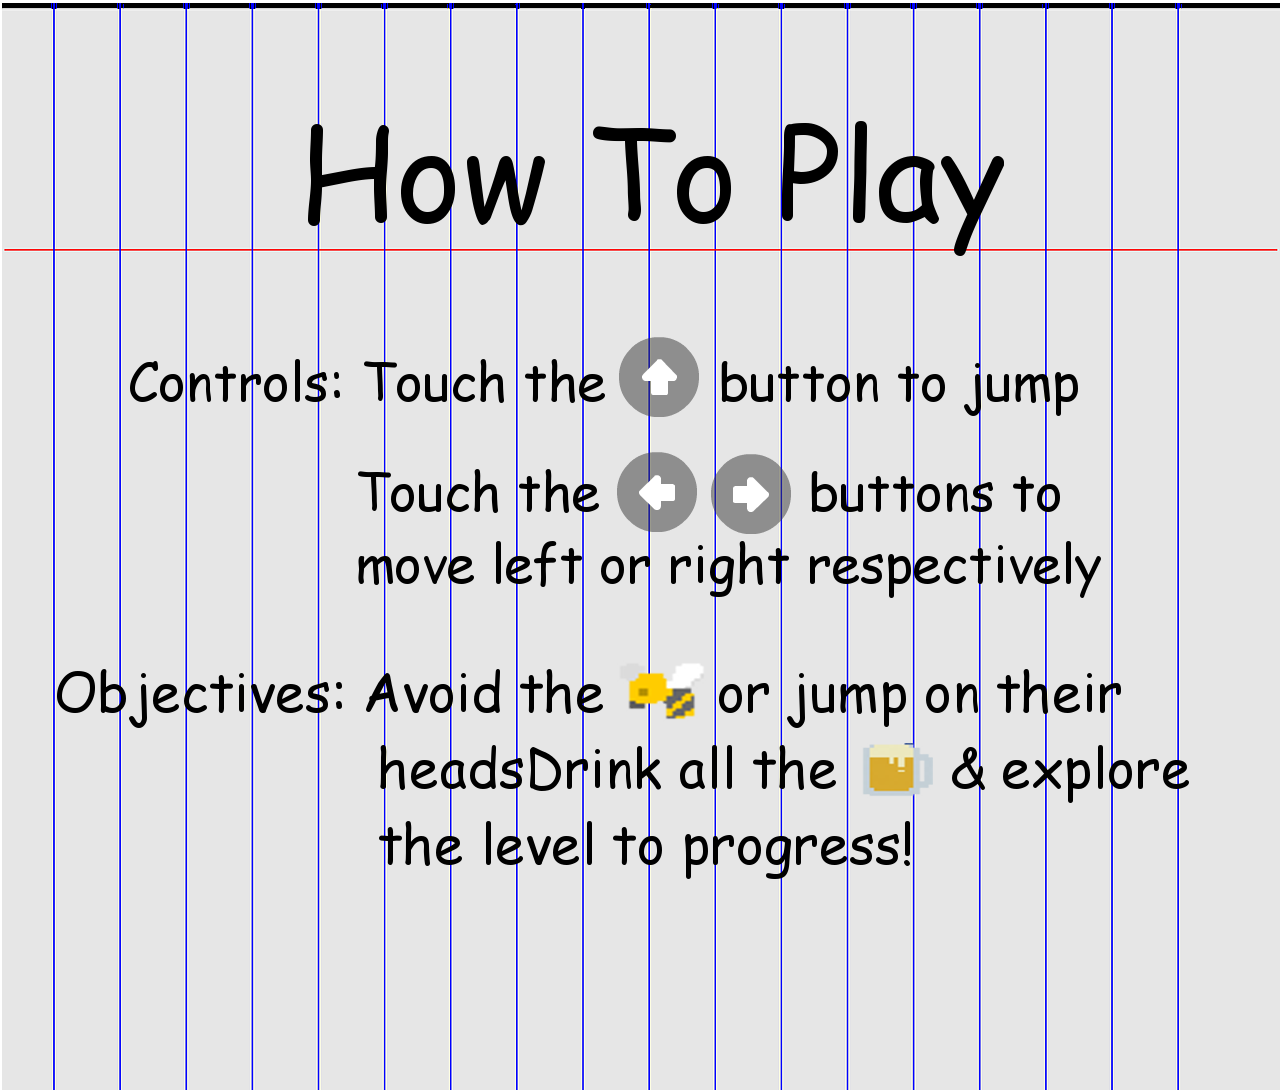 How To Play
Controls: Touch the button to jump
Touch the buttons to
move left or right respectively
Objectives: Avoid the or jump on their
headsDrink all the & explore
the level to progress!